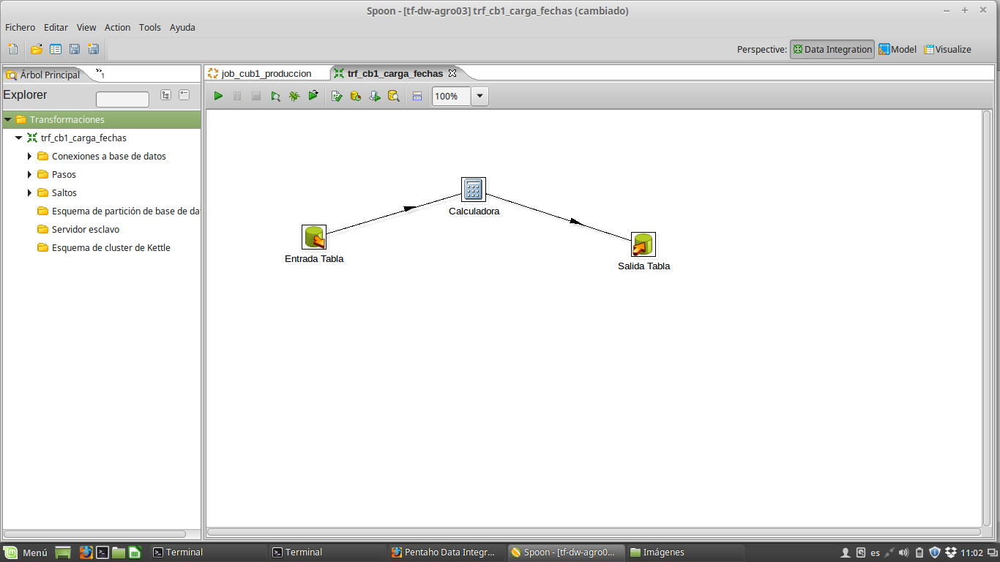 Spoon - [tf-dw-agro03] trf_cb1_carga_fechas (cambiado)
Fichero Editar View Action Tools Ayuda
Perspective: Data Integration Model Visualize
Árbol Principal 1
job_cub1_produccion trf_cb1_carga_fechas
Explorer
100%
Transformaciones
trf_cb1_carga_fechas
Conexiones a base de datos
Pasos
Saltos
Esquema de partición de base de da
Servidor esclavo
Esquema de cluster de Kettle
Calculadora
Entrada Tabla
Salida Tabla
Menú Terminal Terminal Pentaho Data Integr... Spoon - [tf-dw-agro0... Imágenes es 11:02